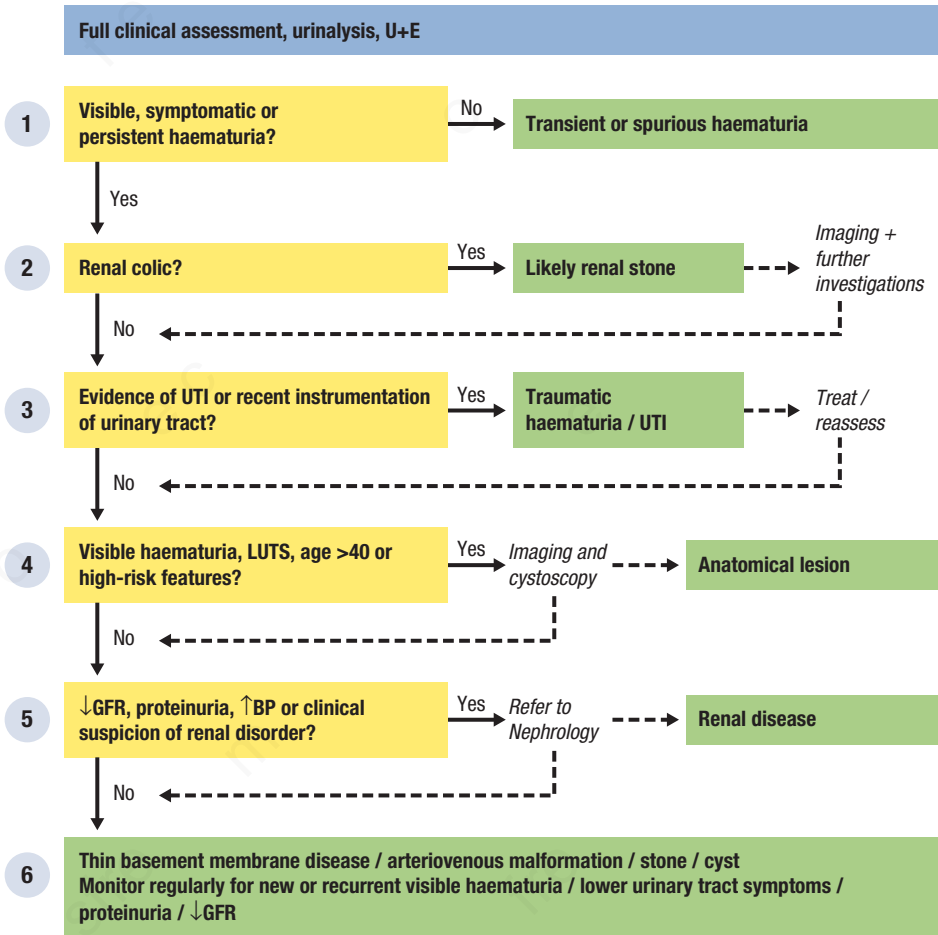 Full clinical assessment, urinalysis, U+E
1
Visible, symptomatic or
persistent haematuria?
No
Transient or spurious haematuria
Yes
2
Renal colic?
Yes
Likely renal stone
Imaging +
further
investigations
No
3
Evidence of UTI or recent instrumentation
of urinary tract?
Yes
Traumatic
haematuria / UTI
Treat /
reassess
No
4
Visible haematuria, LUTS, age >40 or
high-risk features?
Yes
Imaging and
cystoscopy
Anatomical lesion
No
5
↓GFR, proteinuria, ↑BP or clinical
suspicion of renal disorder?
Yes
Refer to
Nephrology
Renal disease
No
6
Thin basement membrane disease / arteriovenous malformation / stone / cyst
Monitor regularly for new or recurrent visible haematuria / lower urinary tract symptoms /
proteinuria / ↓GFR